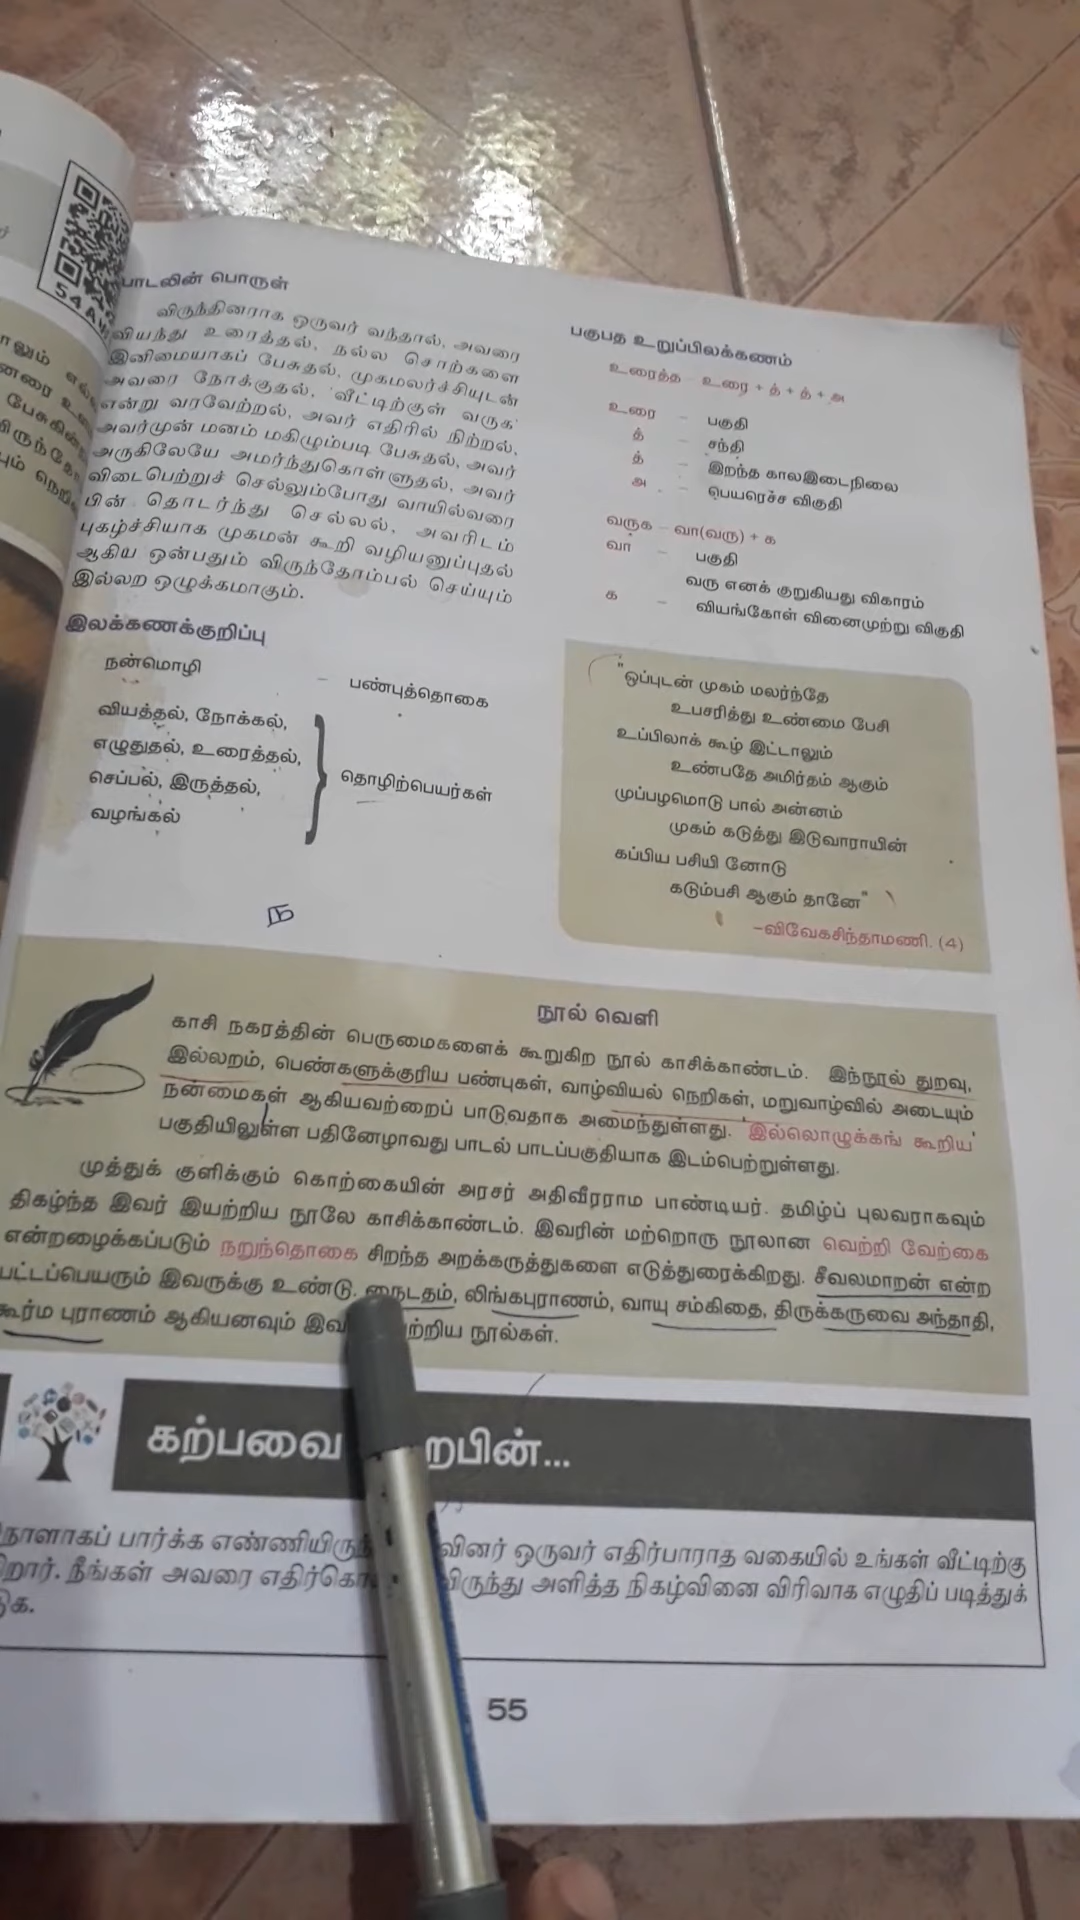 54A
பாடலின் பொருள்
விருந்தினராக ஒருவர் வந்தால், அவரை
வியந்து உரைத்தல், நல்ல சொற்களை
இனிமையாகப் பேசுதல், முகமலர்ச்சியுடன்
அவரை நோக்குதல், 'வீட்டிற்குள் வருக'
என்று வரவேற்றல், அவர் எதிரில் நிற்றல்,
அவர்முன் மனம் மகிழும்படி பேசுதல், அவர்
அருகிலேயே அமர்ந்துகொள்ளுதல், அவர்
விடைபெற்றுச் செல்லும்போது வாயில்வரை
பின் தொடர்ந்து செல்லல், அவரிடம்
புகழ்ச்சியாக முகமன் கூறி வழியனுப்புதல்
ஆகிய ஒன்பதும் விருந்தோம்பல் செய்யும்
இல்லற ஒழுக்கமாகும்.
இலக்கணக்குறிப்பு
நன்மொழி – பண்புத்தொகை
வியத்தல், நோக்கல்,
எழுதுதல், உரைத்தல்,
செப்பல், இருத்தல்,
வழங்கல்
தொழிற்பெயர்கள்
ந
பகுபத உறுப்பிலக்கணம்
உரைத்த – உரை + த் + த் + அ
உரை – பகுதி
த் – சந்தி
த் – இறந்த காலஇடைநிலை
அ – பெயரெச்ச விகுதி
வருக – வா(வரு) + க
வா – பகுதி
வரு எனக் குறுகியது விகாரம்
க – வியங்கோள் வினைமுற்று விகுதி
"ஒப்புடன் முகம் மலர்ந்தே
உபசரித்து உண்மை பேசி
உப்பிலாக் கூழ் இட்டாலும்
உண்பதே அமிர்தம் ஆகும்
முப்பழமொடு பால் அன்னம்
முகம் கடுத்து இடுவாராயின்
கப்பிய பசியி னோடு
கடும்பசி ஆகும் தானே"
–விவேகசிந்தாமணி. (4)
நூல் வெளி
காசி நகரத்தின் பெருமைகளைக் கூறுகிற நூல் காசிக்காண்டம். இந்நூல் துறவு,
இல்லறம், பெண்களுக்குரிய பண்புகள், வாழ்வியல் நெறிகள், மறுவாழ்வில் அடையும்
நன்மைகள் ஆகியவற்றைப் பாடுவதாக அமைந்துள்ளது. 'இல்லொழுக்கங் கூறிய'
பகுதியிலுள்ள பதினேழாவது பாடல் பாடப்பகுதியாக இடம்பெற்றுள்ளது.
முத்துக் குளிக்கும் கொற்கையின் அரசர் அதிவீரராம பாண்டியர். தமிழ்ப் புலவராகவும்
திகழ்ந்த இவர் இயற்றிய நூலே காசிக்காண்டம். இவரின் மற்றொரு நூலான வெற்றி வேற்கை
என்றழைக்கப்படும் நறுந்தொகை சிறந்த அறக்கருத்துகளை எடுத்துரைக்கிறது. சீவலமாறன் என்ற
பட்டப்பெயரும் இவருக்கு உண்டு. நைடதம், லிங்கபுராணம், வாயு சம்கிதை, திருக்கருவை அந்தாதி,
கூர்ம புராணம் ஆகியனவும் நூல்கள்.
கற்பவை
நாளாகப் பார்க்க ஒருவர் எதிர்பாராத வகையில் உங்கள் வீட்டிற்கு
நீங்கள் அவரை விருந்து அளித்த நிகழ்வினை விரிவாக எழுதிப் படித்துக்
55